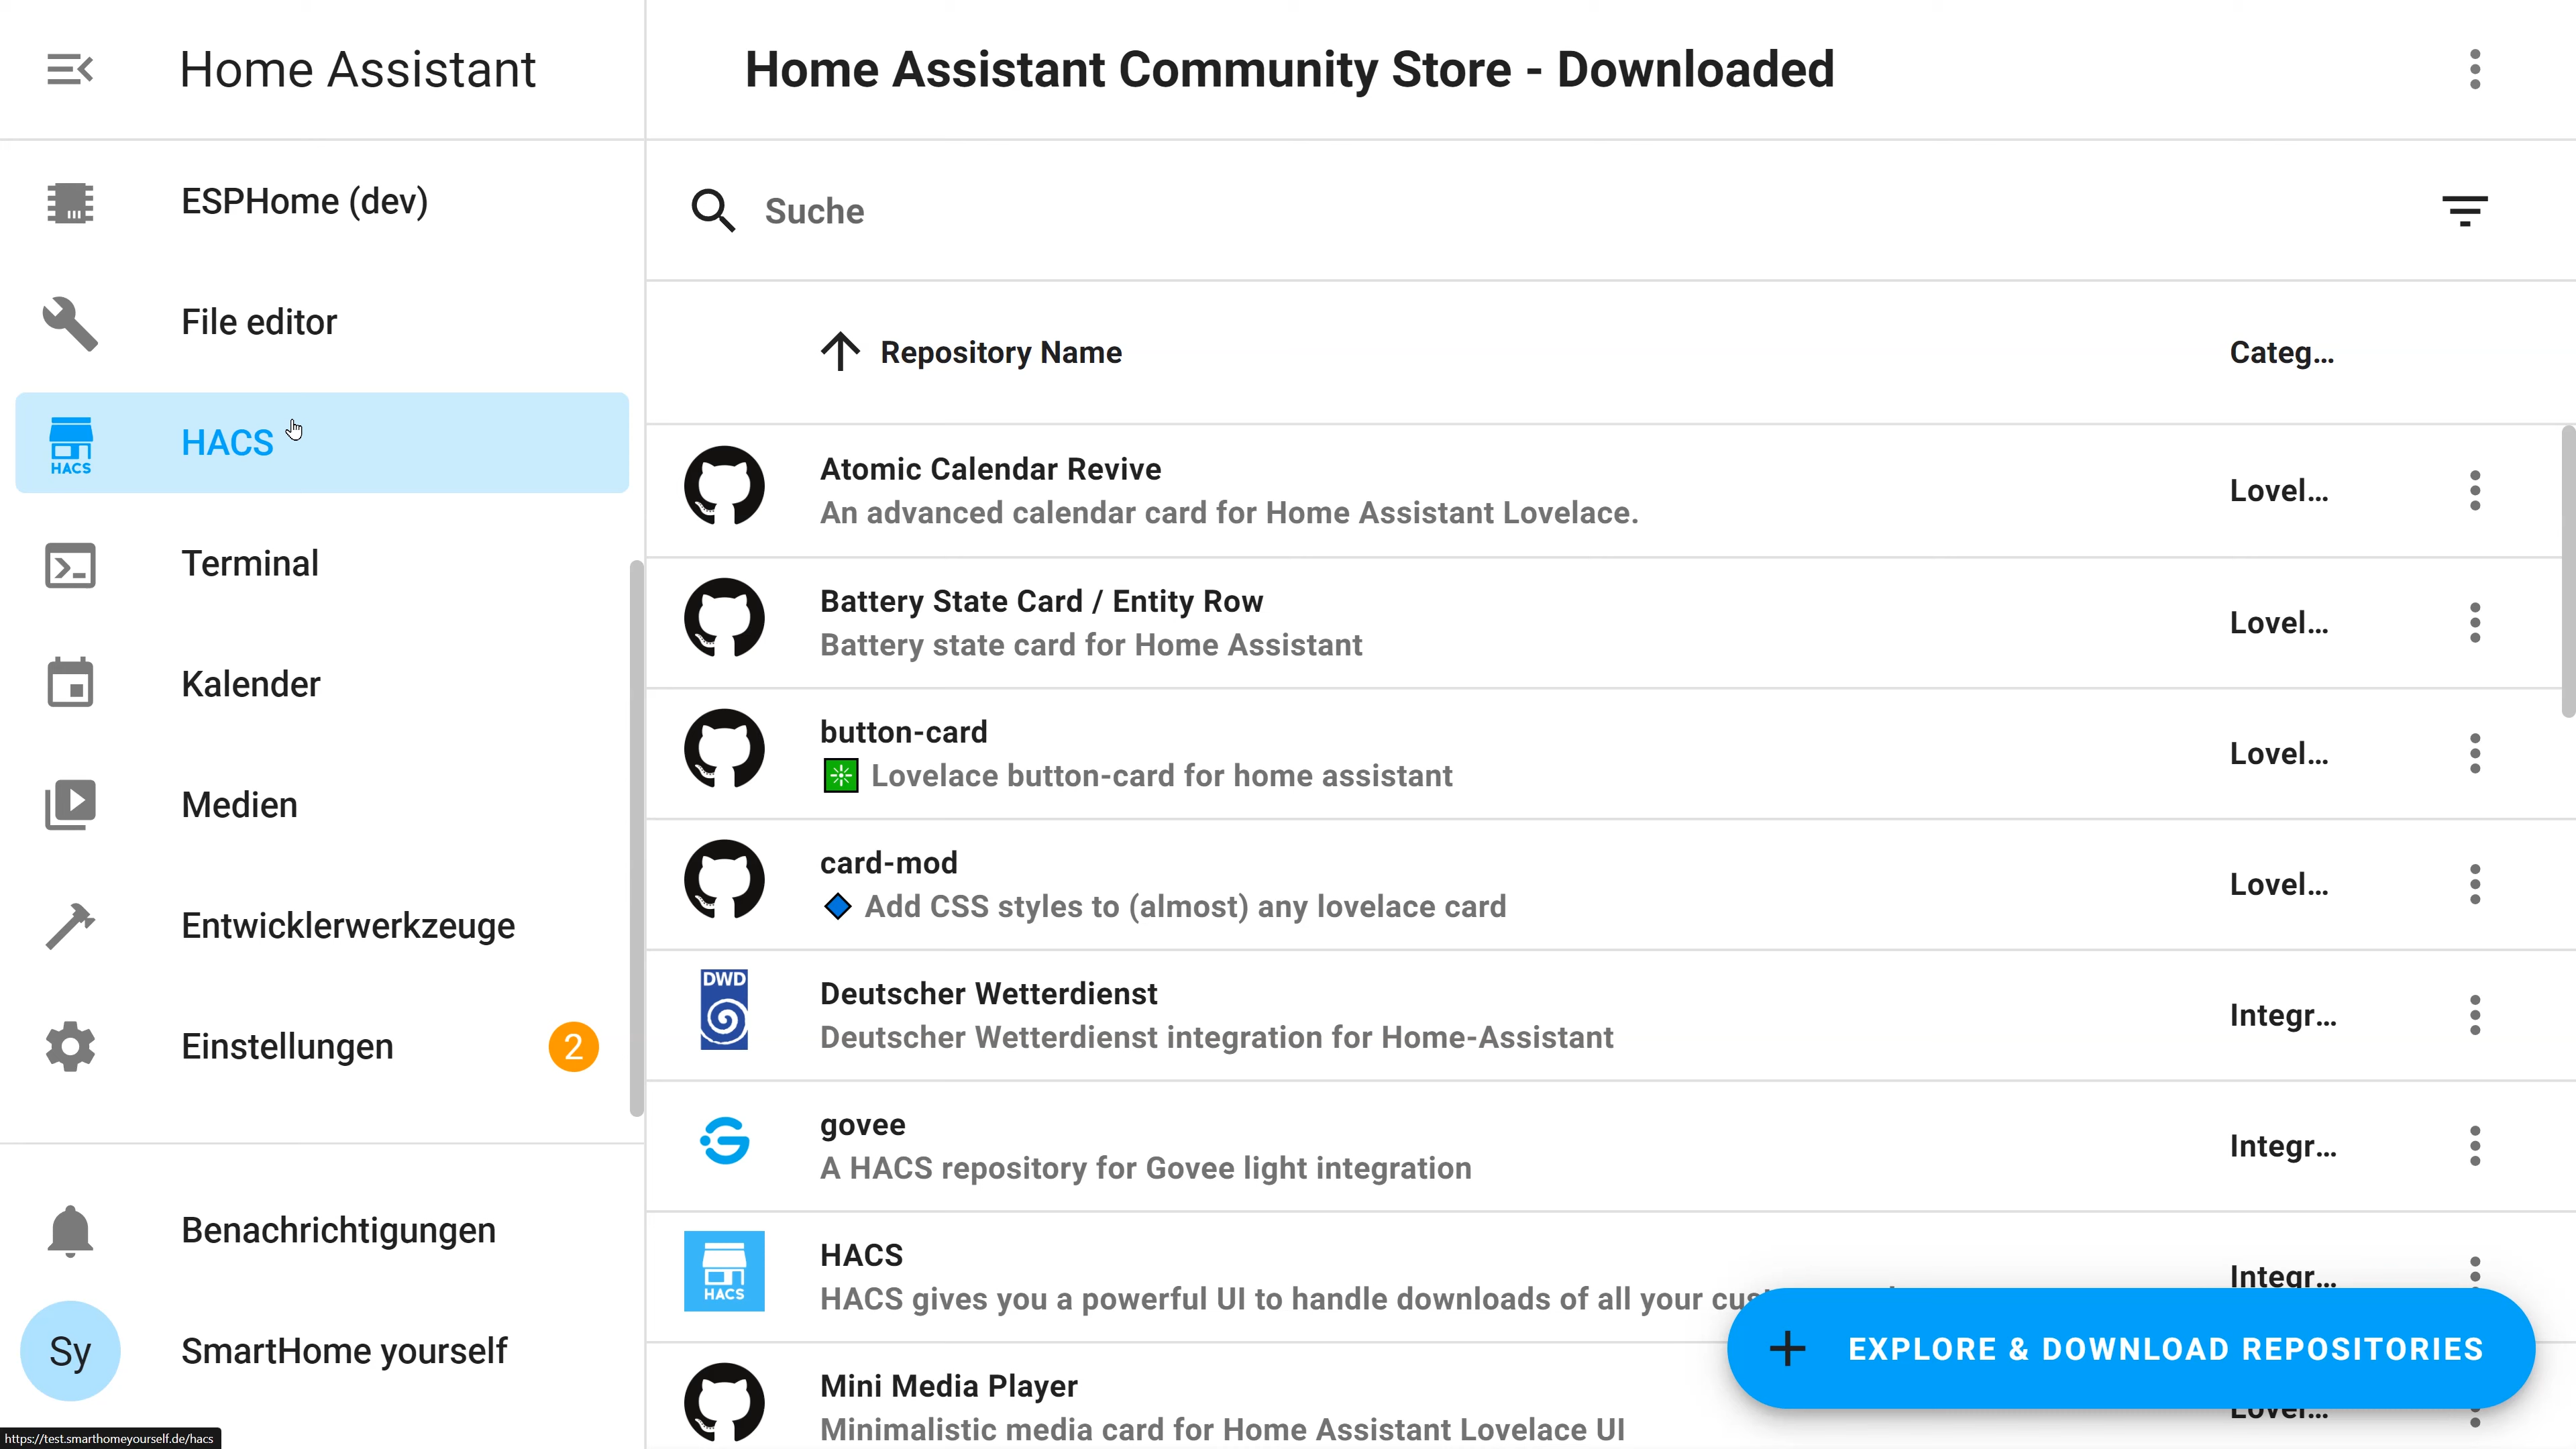 Home Assistant
ESPHome (dev)
File editor
HACS
HACS
Terminal
Kalender
Medien
Entwicklerwerkzeuge
Einstellungen 2
Benachrichtigungen
Sy SmartHome yourself
https://test.smarthomeyourself.de/hacs
Home Assistant Community Store - Downloaded
Suche
Repository Name Categ...
Atomic Calendar Revive
An advanced calendar card for Home Assistant Lovelace.
Lovel...
Battery State Card / Entity Row
Battery state card for Home Assistant
Lovel...
button-card
Lovelace button-card for home assistant
Lovel...
card-mod
Add CSS styles to (almost) any lovelace card
Lovel...
DWD
Deutscher Wetterdienst
Deutscher Wetterdienst integration for Home-Assistant
Integr...
govee
A HACS repository for Govee light integration
Integr...
HACS
HACS
HACS gives you a powerful UI to handle downloads of all your
Integr...
EXPLORE & DOWNLOAD REPOSITORIES
Mini Media Player
Minimalistic media card for Home Assistant Lovelace UI
Lovel...